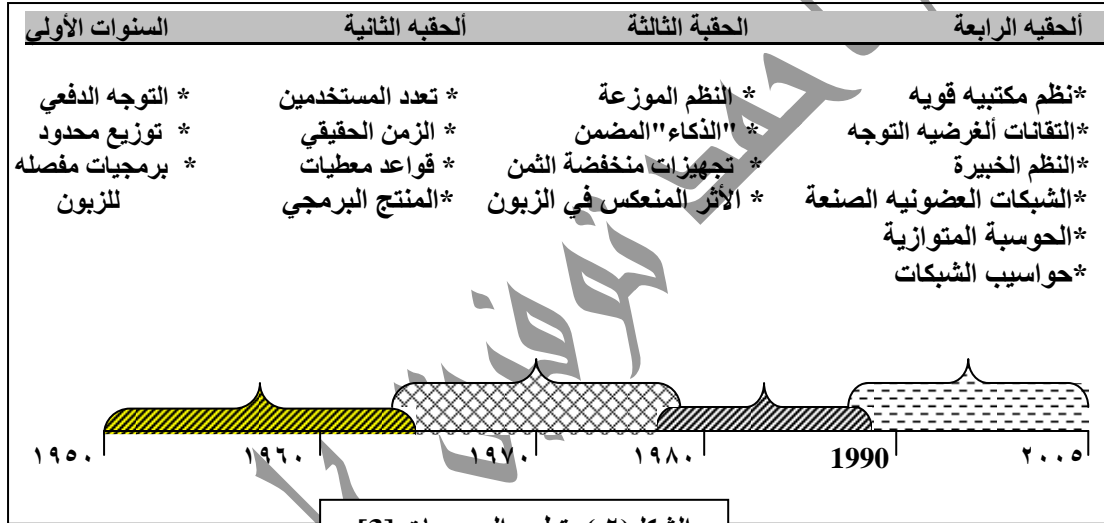 السنوات الأولي ألحقبه الثانية الحقبة الثالثة ألحقيه الرابعة
* التوجه الدفعي
* توزيع محدود
* برمجيات مفصله
للزبون
* تعدد المستخدمين
* الزمن الحقيقي
* قواعد معطيات
*المنتج البرمجي
* النظم الموزعة
* "الذكاء"المضمن
* تجهيزات منخفضة الثمن
* الأثر المنعكس في الزبون
*نظم مكتبيه قويه
*التقانات ألغرضيه التوجه
*النظم الخبيرة
*الشبكات العضونيه الصنعة
*الحوسبة المتوازية
*حواسيب الشبكات
١٩٥٠ ١٩٦٠ ١٩٧٠ ١٩٨٠ 1990 ٢٠٠٥